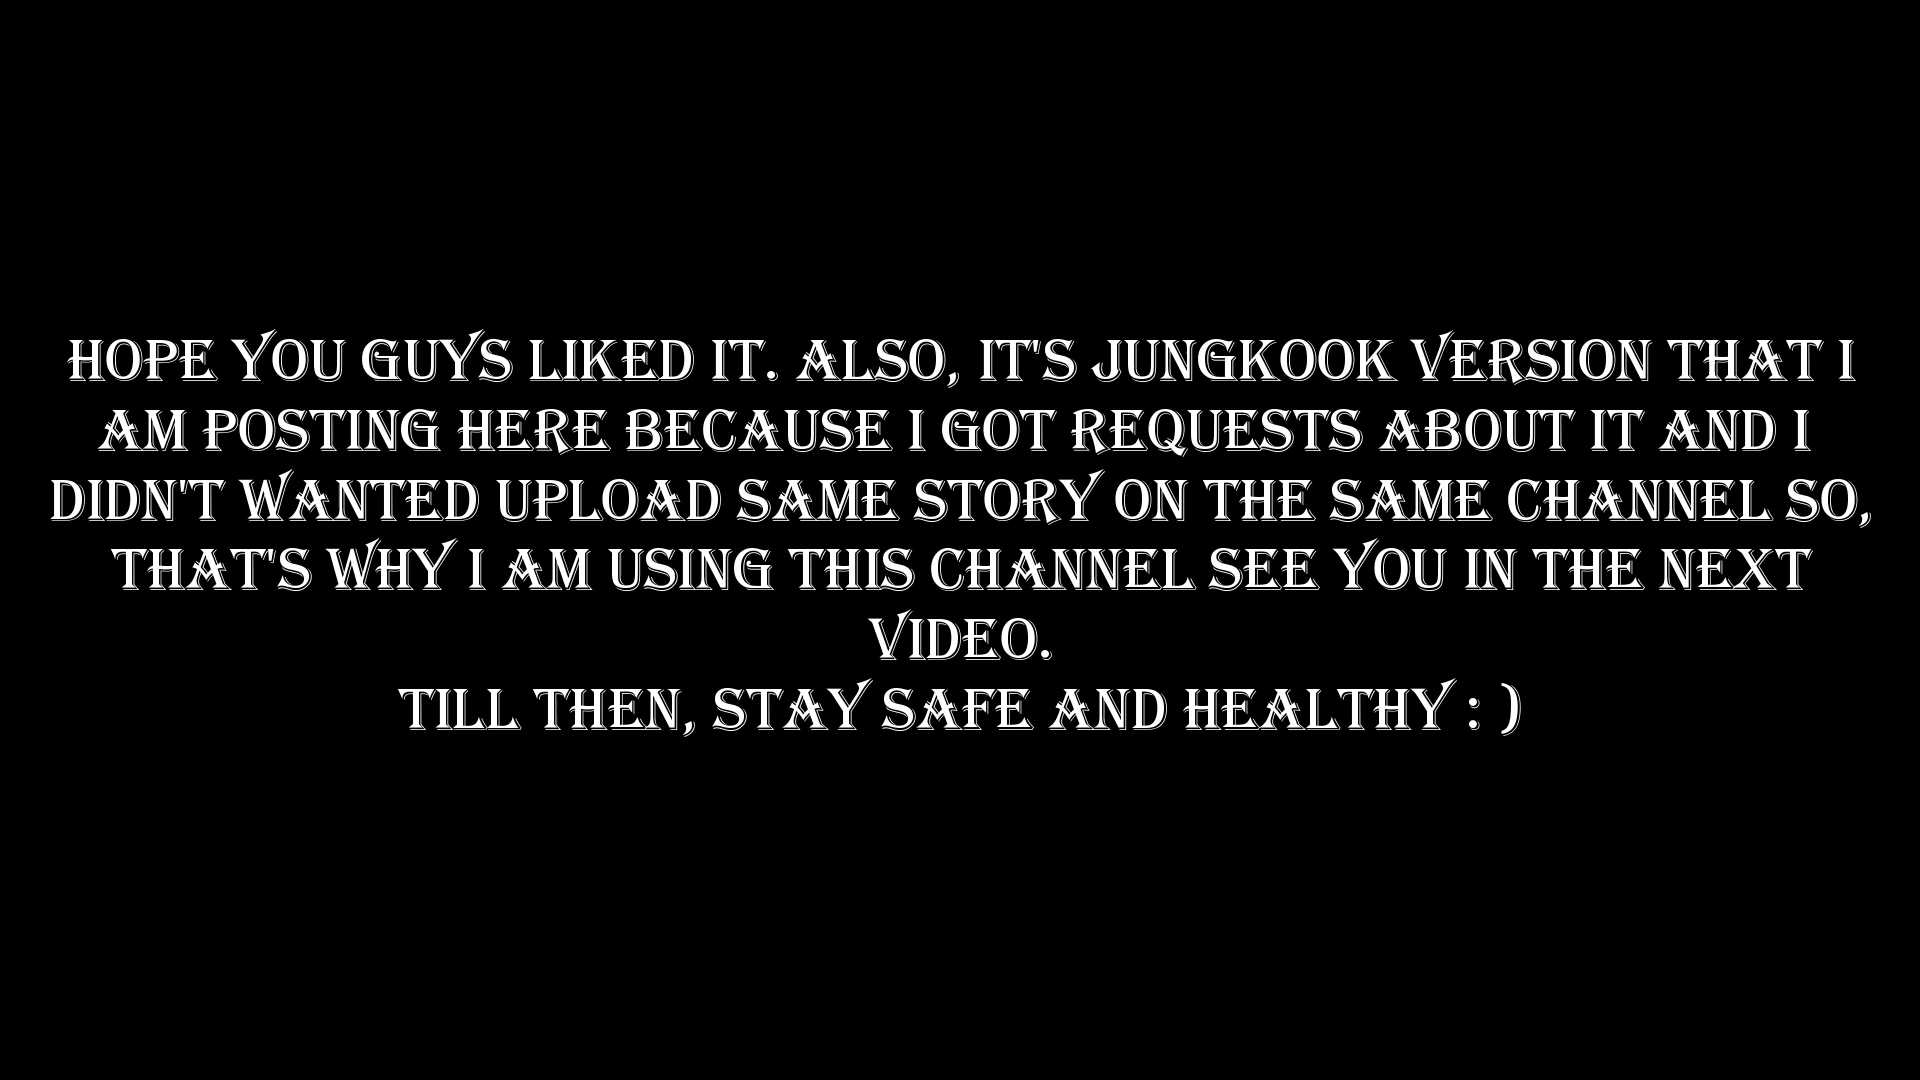 HOPE YOU GUYS LIKED IT. ALSO, IT'S JUNGKOOK VERSION THAT I
AM POSTING HERE BECAUSE I GOT REQUESTS ABOUT IT AND I
DIDN'T WANTED UPLOAD SAME STORY ON THE SAME CHANNEL SO,
THAT'S WHY I AM USING THIS CHANNEL SEE YOU IN THE NEXT
VIDEO.
TILL THEN, STAY SAFE AND HEALTHY : )